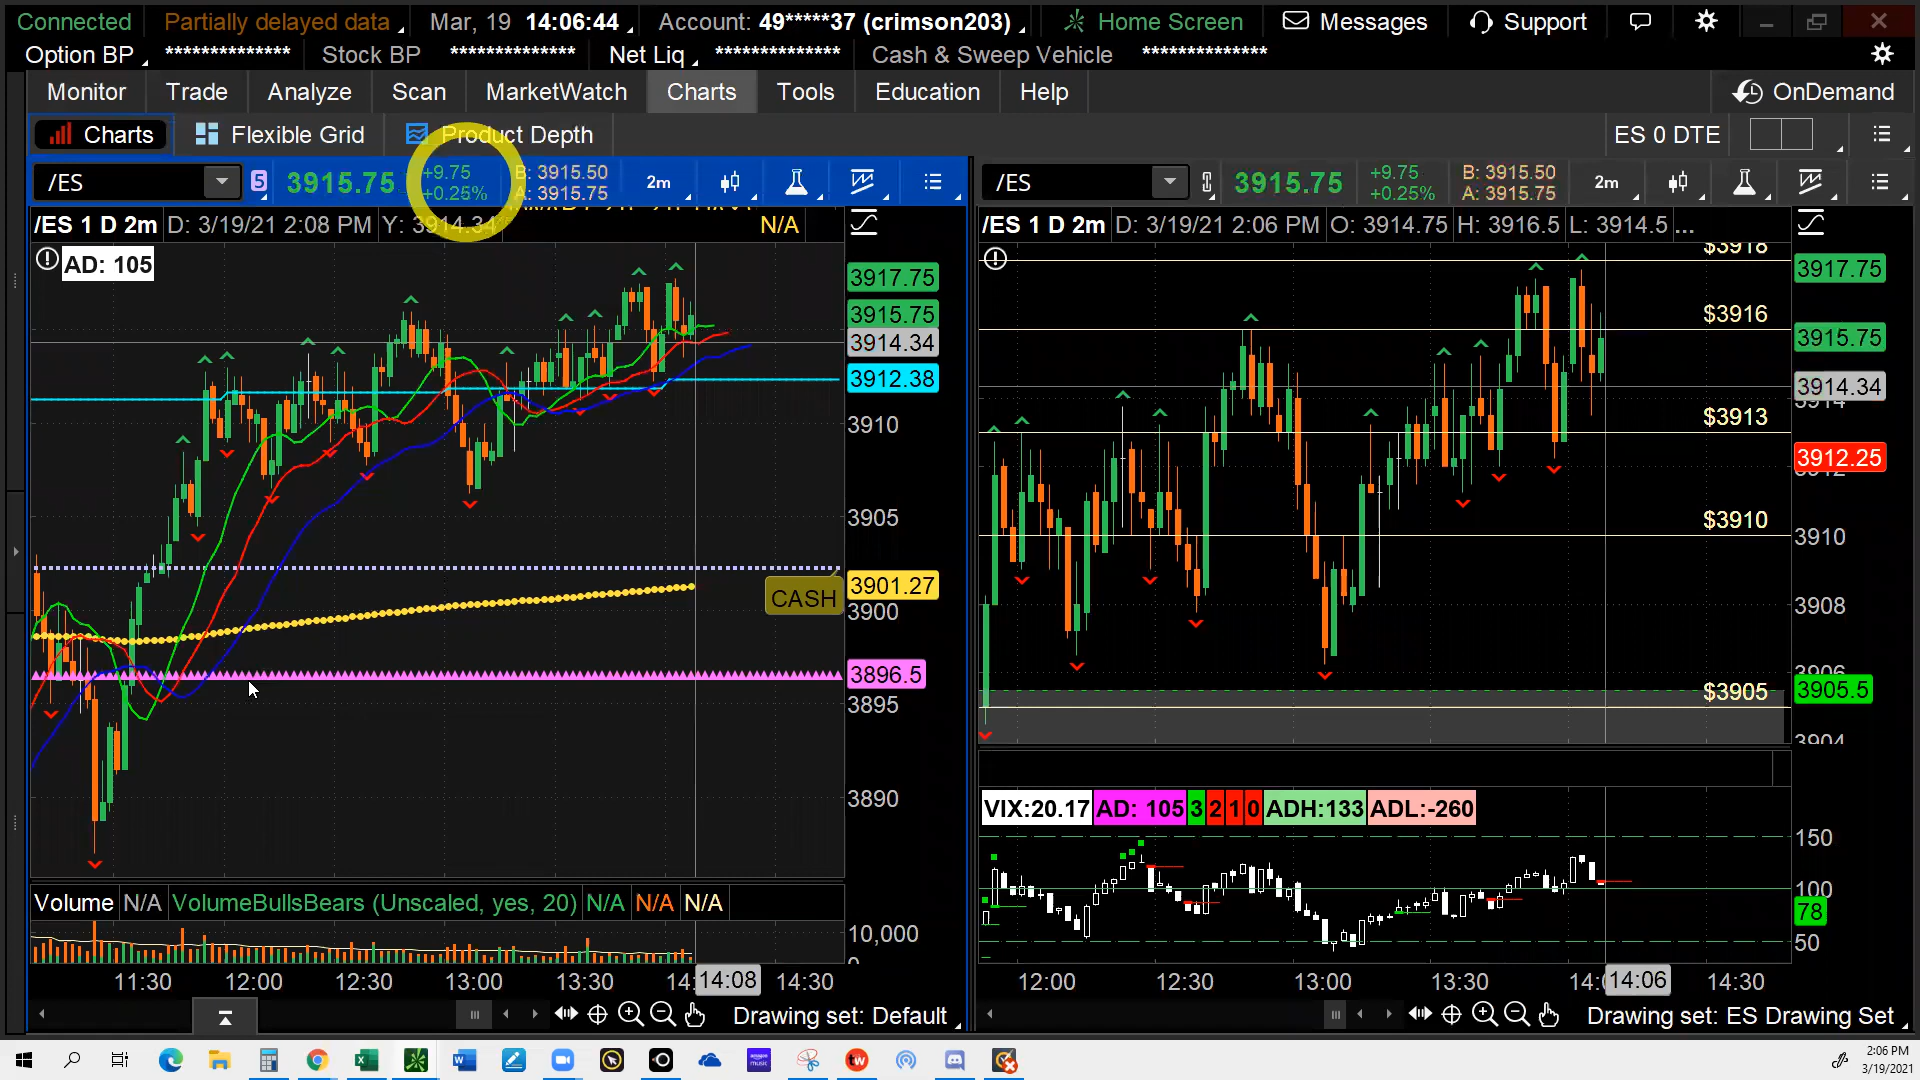 Connected Partially delayed data Mar, 19 14:06:44 Account: 49*****37 (crimson203) Home Screen Messages Support
Option BP ************** Stock BP ************** Net Liq ************** Cash & Sweep Vehicle **************
Monitor Trade Analyze Scan MarketWatch Charts Tools Education Help OnDemand
Charts Flexible Grid Product Depth ES 0 DTE
/ES 5 3915.75 +9.75 +0.25% B: 3915.50 A: 3915.75 2m
/ES 1 D 2m D: 3/19/21 2:08 PM Y: 3914.34 N/A
AD: 105
3917.75
3915.75
3914.34
3912.38
3910
3905
CASH 3901.27
3900
3896.5
3895
3890
Volume N/A VolumeBullsBears (Unscaled, yes, 20) N/A N/A N/A
10,000
0
11:30 12:00 12:30 13:00 13:30 14:08 14:30
Drawing set: Default
/ES 3915.75 +9.75 +0.25% B: 3915.50 A: 3915.75 2m
/ES 1 D 2m D: 3/19/21 2:06 PM O: 3914.75 H: 3916.5 L: 3914.5 ...
$3918
3917.75
$3916
3915.75
3914.34
3914
$3913
3912.25
3912
$3910
3910
3908
3906
$3905 3905.5
3904
VIX:20.17 AD: 105 3 2 1 0 ADH:133 ADL:-260
150
100
78
50
12:00 12:30 13:00 13:30 14:06 14:30
Drawing set: ES Drawing Set
2:06 PM
3/19/2021